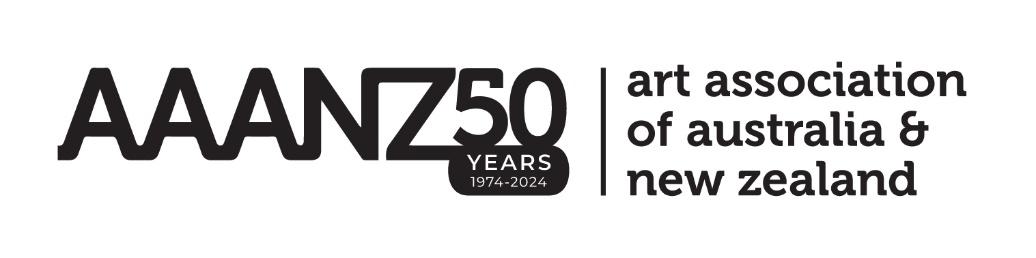 AAANZ50
YEARS
1974-2024
art association
of australia &
new zealand